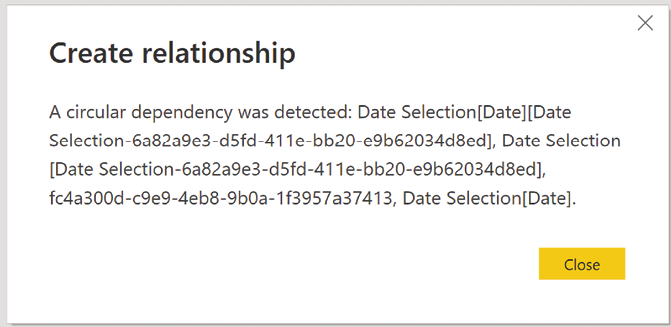 Create relationship
A circular dependency was detected: Date Selection[Date][Date
Selection-6a82a9e3-d5fd-411e-bb20-e9b62034d8ed], Date Selection
[Date Selection-6a82a9e3-d5fd-411e-bb20-e9b62034d8ed],
fc4a300d-c9e9-4eb8-9b0a-1f3957a37413, Date Selection[Date].
Close